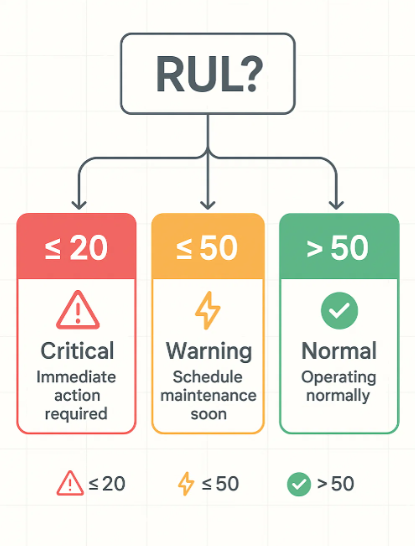 RUL?
≤ 20
≤ 50
> 50
Critical
Immediate
action
required
Warning
Schedule
maintenance
soon
Normal
Operating
normally
≤ 20
≤ 50
> 50